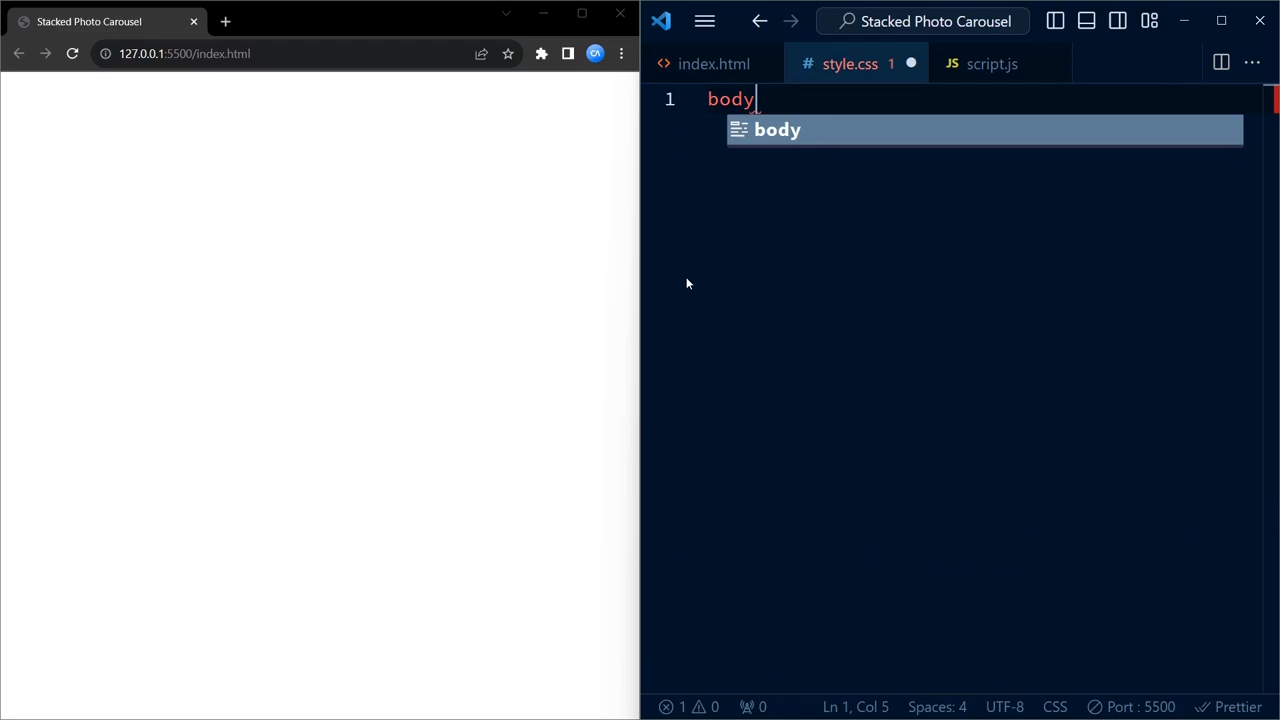 Stacked Photo Carousel
127.0.0.1:5500/index.html
CA
Stacked Photo Carousel
index.html
# style.css 1
JS script.js
1 body
body
1 0 0
Ln 1, Col 5
Spaces: 4
UTF-8
CSS
Port : 5500
Prettier